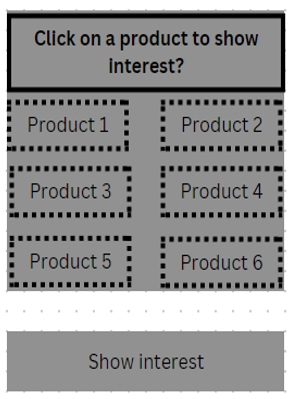 Click on a product to show
interest?
Product 1
Product 2
Product 3
Product 4
Product 5
Product 6
Show interest